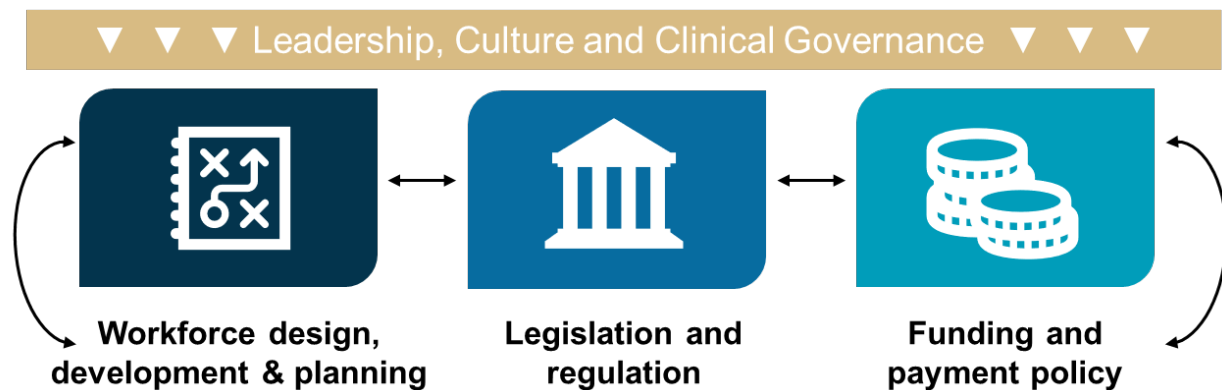 Leadership, Culture and Clinical Governance
Workforce design,
development & planning
Legislation and
regulation
Funding and
payment policy